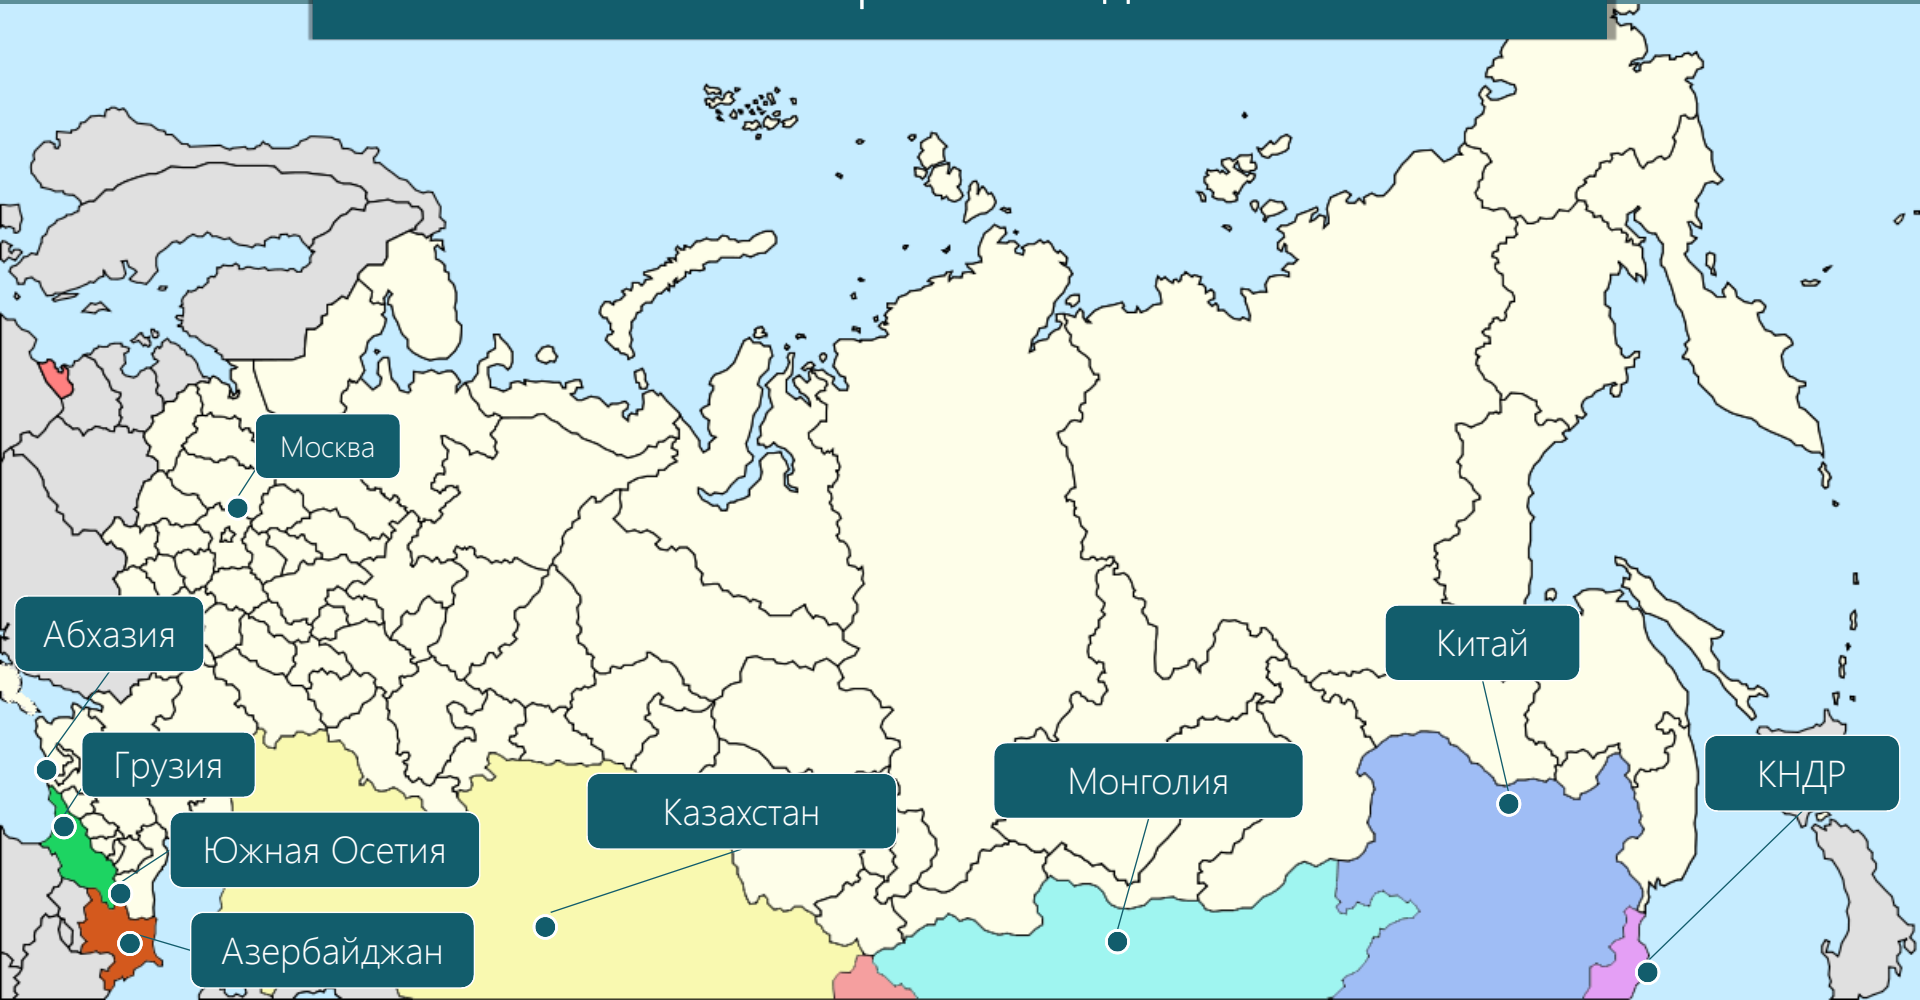 Москва
Абхазия
Китай
Грузия
Монголия
КНДР
Казахстан
Южная Осетия
Азербайджан